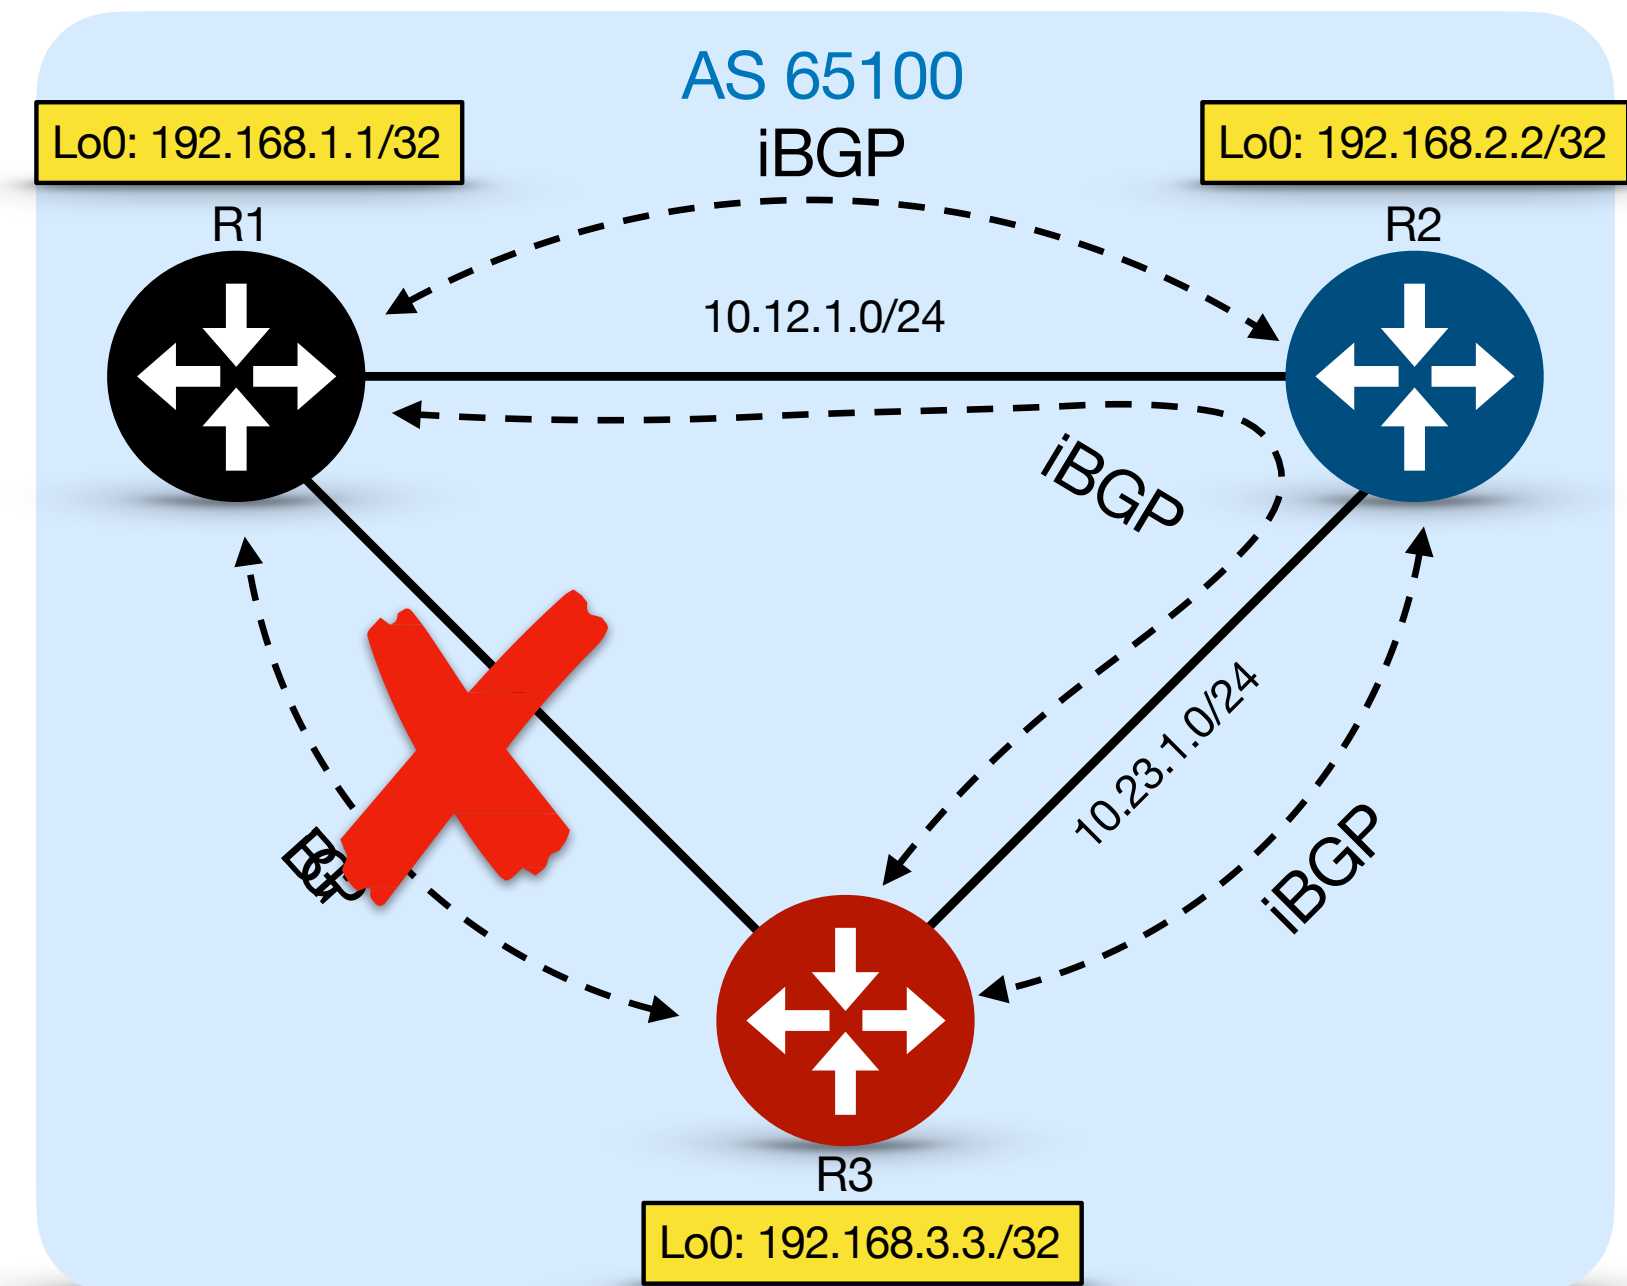 AS 65100
iBGP
Lo0: 192.168.1.1/32
Lo0: 192.168.2.2/32
R1
R2
10.12.1.0/24
iBGP
10.23.1.0/24
iBGP
R3
Lo0: 192.168.3.3./32